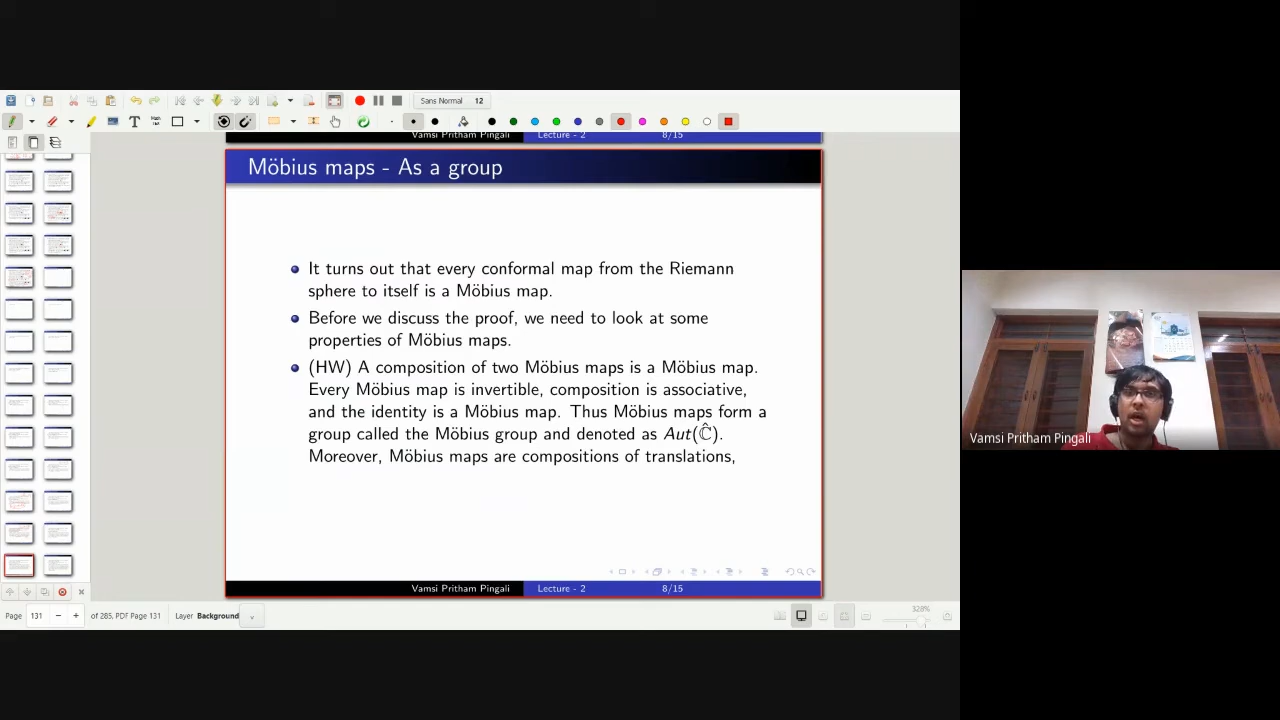 Sans Normal 12
Vamsi Pritham Pingali Lecture - 2 8/15
Möbius maps - As a group
It turns out that every conformal map from the Riemann
sphere to itself is a Möbius map.
Before we discuss the proof, we need to look at some
properties of Möbius maps.
(HW) A composition of two Möbius maps is a Möbius map.
Every Möbius map is invertible, composition is associative,
and the identity is a Möbius map. Thus Möbius maps form a
group called the Möbius group and denoted as Aut(ℂ̂).
Moreover, Möbius maps are compositions of translations,
Vamsi Pritham Pingali Lecture - 2 8/15
Page 131 of 285, PDF Page 131 Layer Background 328%
Vamsi Pritham Pingali